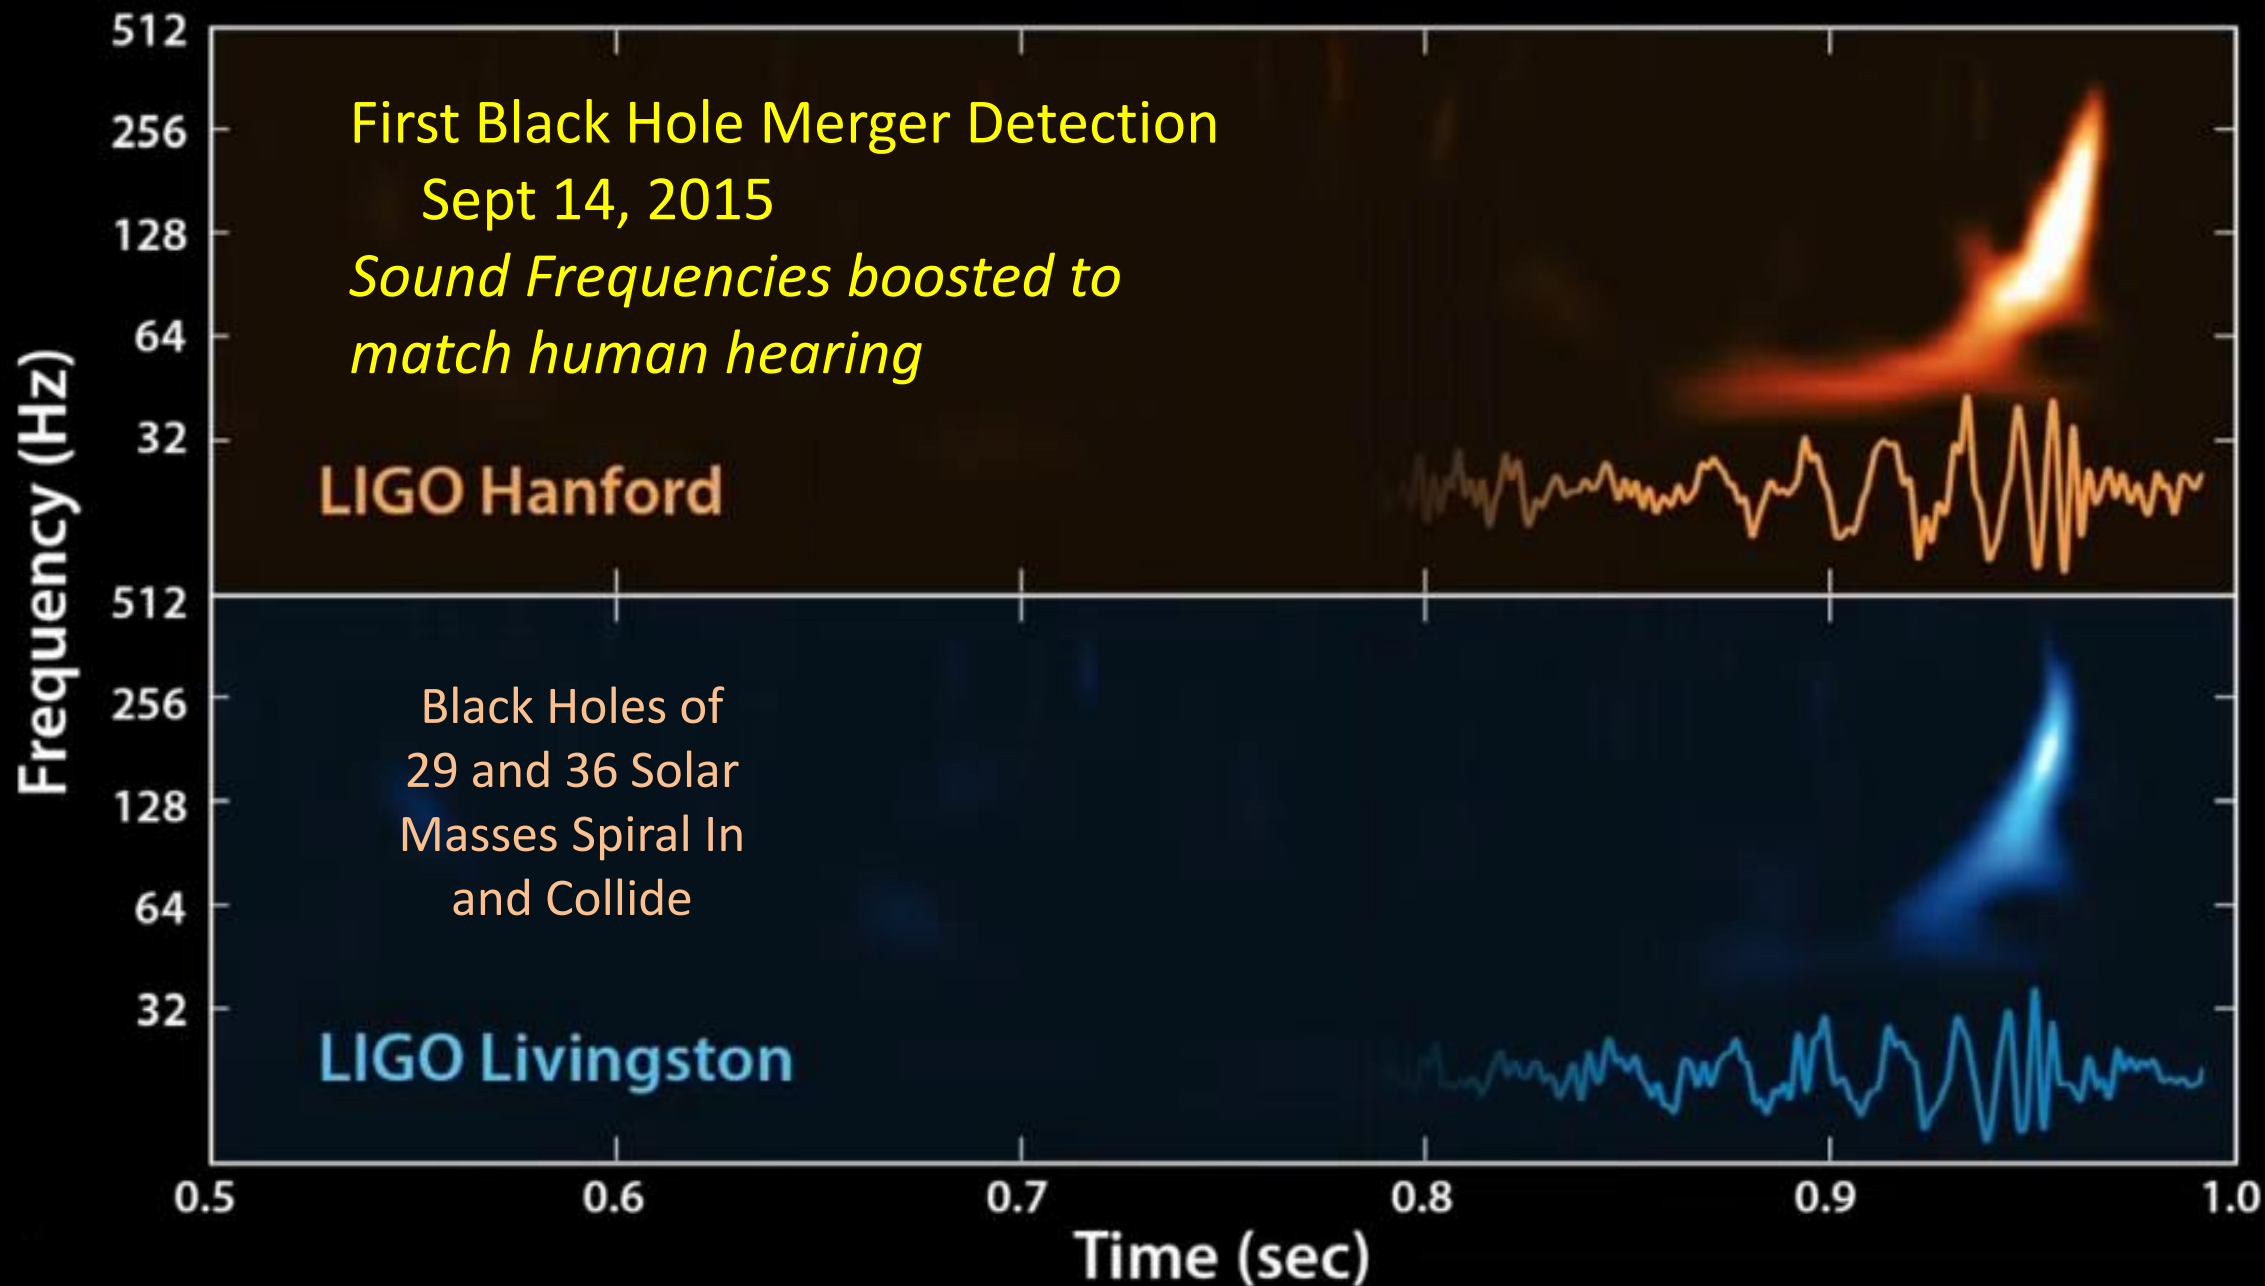 512
256
128
64
32
First Black Hole Merger Detection
Sept 14, 2015
Sound Frequencies boosted to
match human hearing
LIGO Hanford
Frequency (Hz)
512
256
128
64
32
Black Holes of
29 and 36 Solar
Masses Spiral In
and Collide
LIGO Livingston
0.5 0.6 0.7 0.8 0.9 1.0
Time (sec)